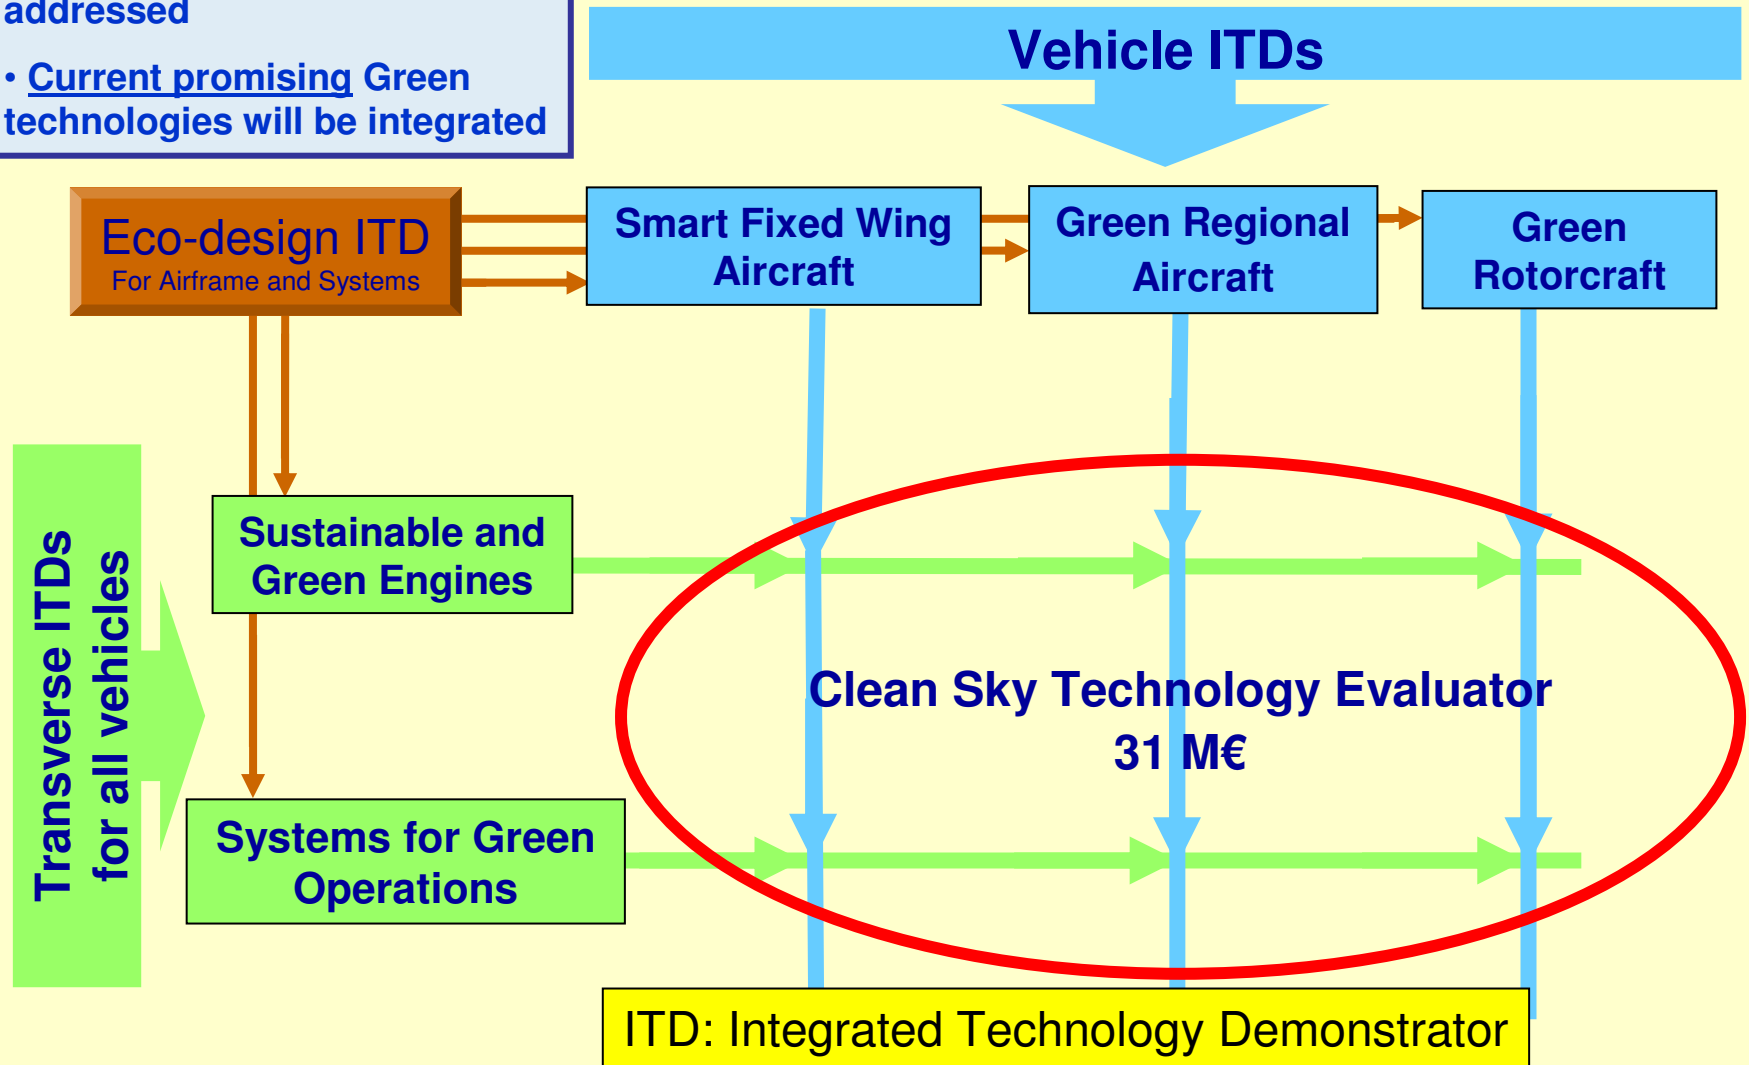 addressed
• Current promising Green
technologies will be integrated
Vehicle ITDs
Eco-design ITD
For Airframe and Systems
Smart Fixed Wing
Aircraft
Green Regional
Aircraft
Green
Rotorcraft
Transverse ITDs
for all vehicles
Sustainable and
Green Engines
Clean Sky Technology Evaluator
31 M€
Systems for Green
Operations
ITD: Integrated Technology Demonstrator